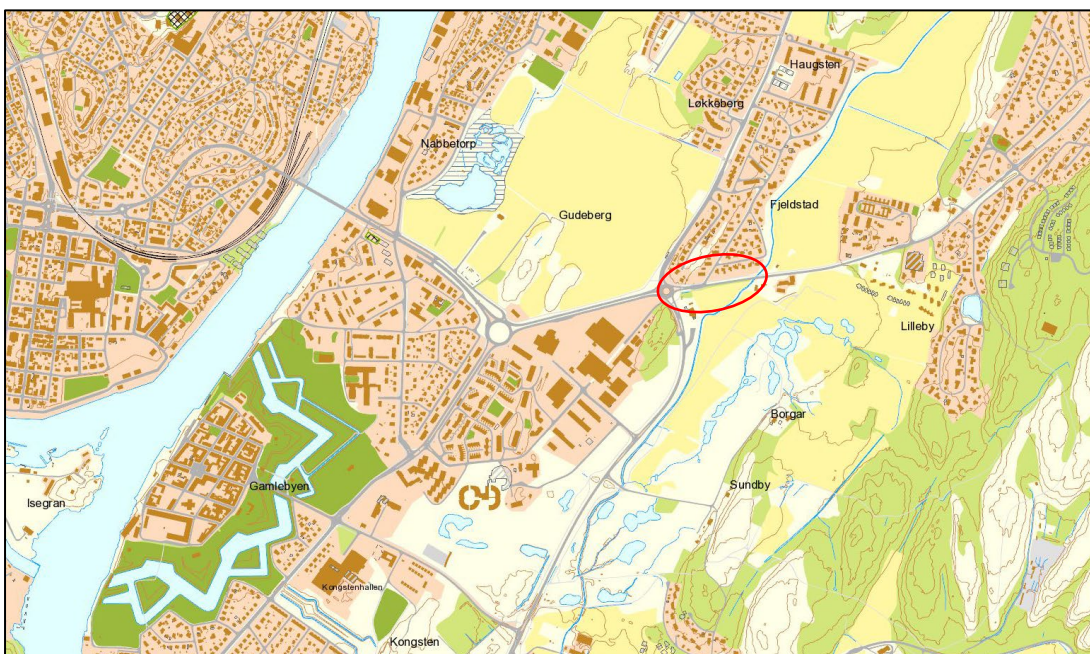 Haugsten
Løkkeberg
Nabbetorp
Fjeldstad
Gudeberg
Lilleby
Borgar
Sundby
Gamlebyen
Isegran
Kongstenhallen
Kongsten